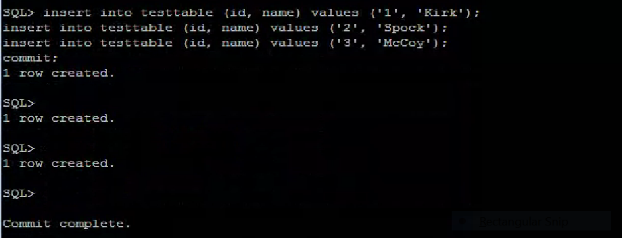 SQL> insert into testtable (id, name) values ('1', 'Kirk');
insert into testtable (id, name) values ('2', 'Spock');
insert into testtable (id, name) values ('3', 'McCoy');
commit;
1 row created.
SQL>
1 row created.
SQL>
1 row created.
SQL>
Commit complete.